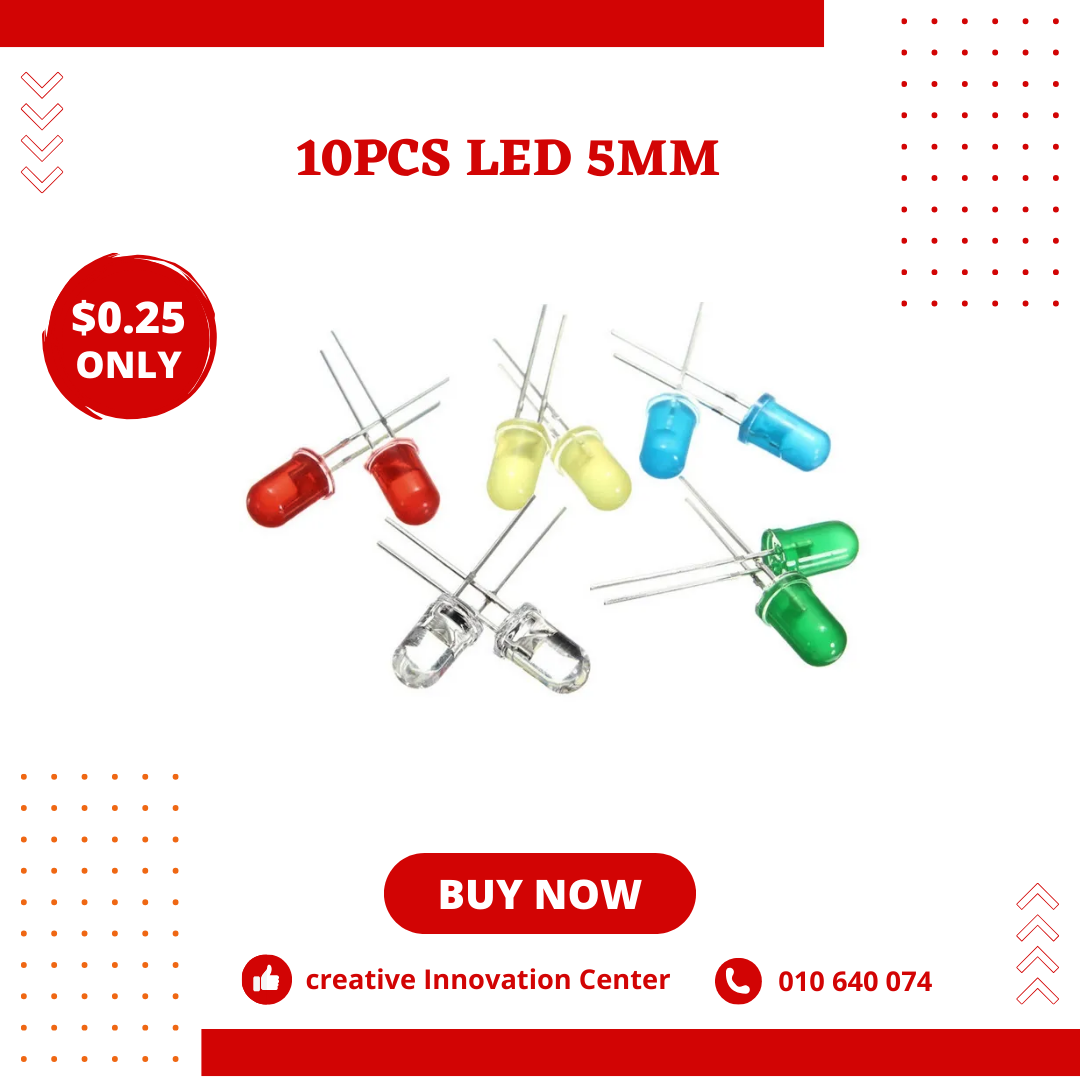 10PCS LED 5MM
$0.25
ONLY
BUY NOW
creative Innovation Center
010 640 074